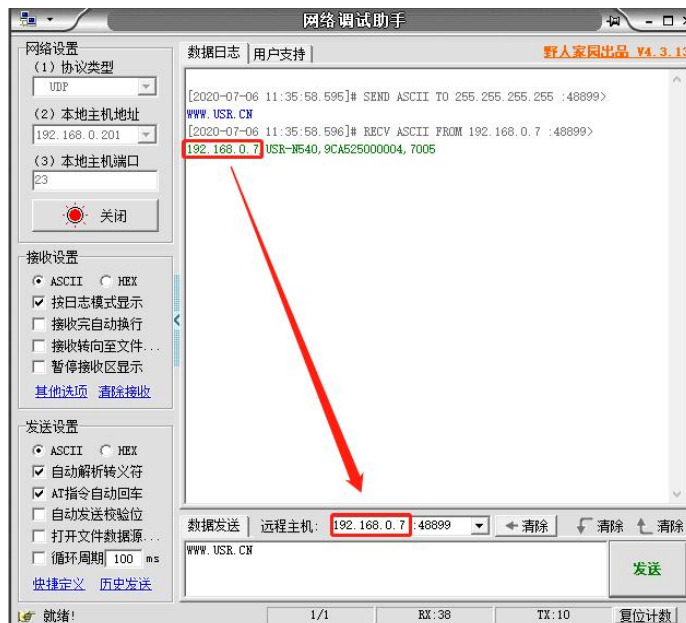 网络调试助手
网络设置
(1) 协议类型
UDP
(2) 本地主机地址
192.168.0.201
(3) 本地主机端口
23
关闭
接收设置
ASCII HEX
按日志模式显示
接收完自动换行
接收转向至文件...
暂停接收区显示
其他选项 清除接收
发送设置
ASCII HEX
自动解析转义符
AT指令自动回车
自动发送校验位
打开文件数据源...
循环周期 100 ms
快捷定义 历史发送
数据日志 用户支持 野人家园出品 V4.3.13
[2020-07-06 11:35:58.595]# SEND ASCII TO 255.255.255.255 :48899>
WWW.USR.CN
[2020-07-06 11:35:58.596]# RECV ASCII FROM 192.168.0.7 :48899>
192.168.0.7,USR-N540,9CA525000004,7005
数据发送 远程主机: 192.168.0.7 :48899 清除 清除 清除
WWW.USR.CN
发送
就绪! 1/1 RX:38 TX:10 复位计数